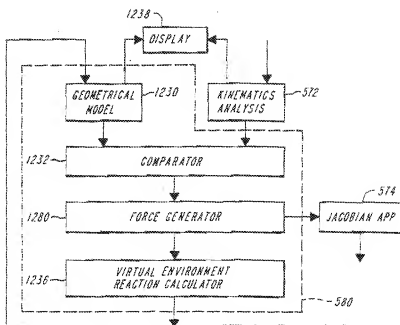 1238
DISPLAY
GEOMETRICAL
MODEL
1230
KINEMATICS
ANALYSIS
572
1232
COMPARATOR
574
1280
FORCE GENERATOR
JACOBIAN APP
1236
VIRTUAL ENVIRONMENT
REACTION CALCULATOR
580